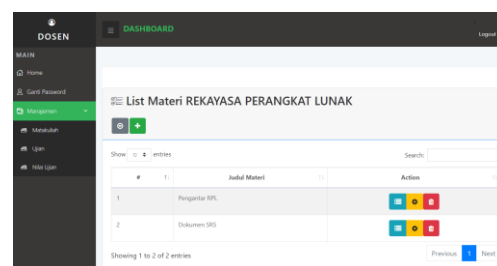 DOSEN
DASHBOARD
Logout
MAIN
Home
Ganti Password
Manajemen
Matakuliah
Ujian
Nilai Ujian
List Materi REKAYASA PERANGKAT LUNAK
Show 10 entries
Search:
# Judul Materi Action
1 Pengantar RPL
2 Dokumen SRS
Showing 1 to 2 of 2 entries
Previous 1 Next